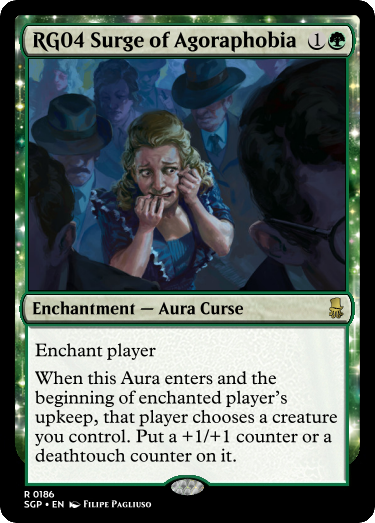 RG04 Surge of Agoraphobia 1
Enchantment — Aura Curse
Enchant player
When this Aura enters and the
beginning of enchanted player's
upkeep, that player chooses a creature
you control. Put a +1/+1 counter or a
deathtouch counter on it.
R 0186
SGP • EN Filipe Pagliuso